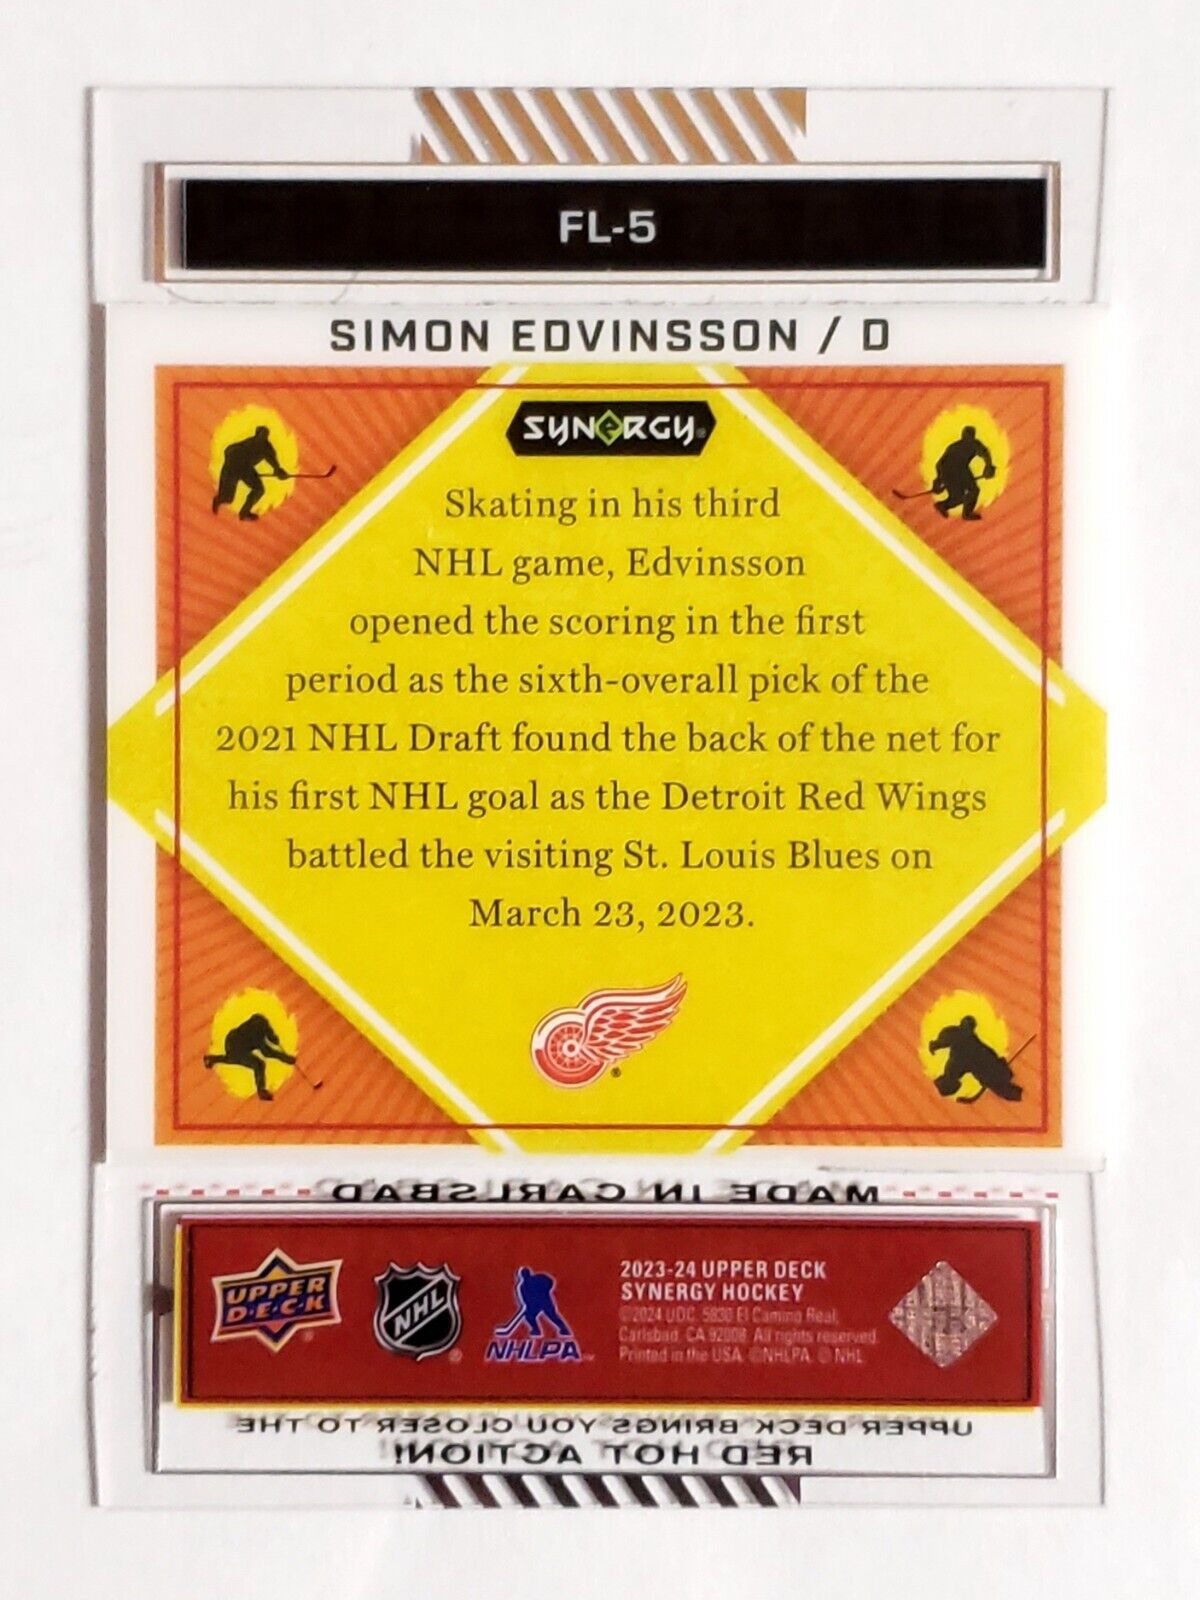 FL-5
SIMON EDVINSSON / D
SYNERGY®
Skating in his third
NHL game, Edvinsson
opened the scoring in the first
period as the sixth-overall pick of the
2021 NHL Draft found the back of the net for
his first NHL goal as the Detroit Red Wings
battled the visiting St. Louis Blues on
March 23, 2023.
®
MADE IN CARLSBAD
UPPER
D·E·C·K
®
NHL
®
NHLPA™
2023-24 UPPER DECK
SYNERGY HOCKEY
©2024 UDC. 5830 El Camino Real,
Carlsbad, CA 92008. All rights reserved.
Printed in the USA. ©NHLPA. © NHL.
UPPER DECK BRINGS YOU CLOSER TO THE
RED HOT ACTION!